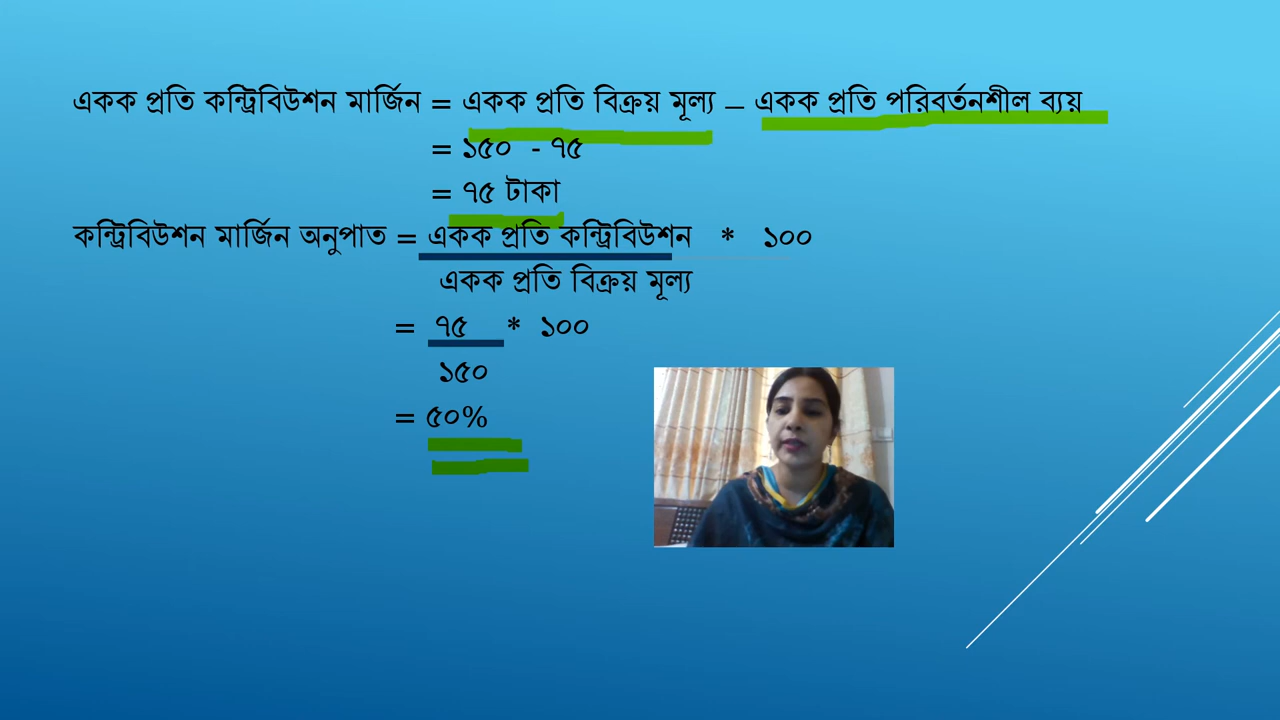 একক প্রতি কন্ট্রিবিউশন মার্জিন = একক প্রতি বিক্রয় মূল্য – একক প্রতি পরিবর্তনশীল ব্যয়
= ১৫০ - ৭৫
= ৭৫ টাকা
কন্ট্রিবিউশন মার্জিন অনুপাত = একক প্রতি কন্ট্রিবিউশন * ১০০
একক প্রতি বিক্রয় মূল্য
= ৭৫ * ১০০
১৫০
= ৫০%